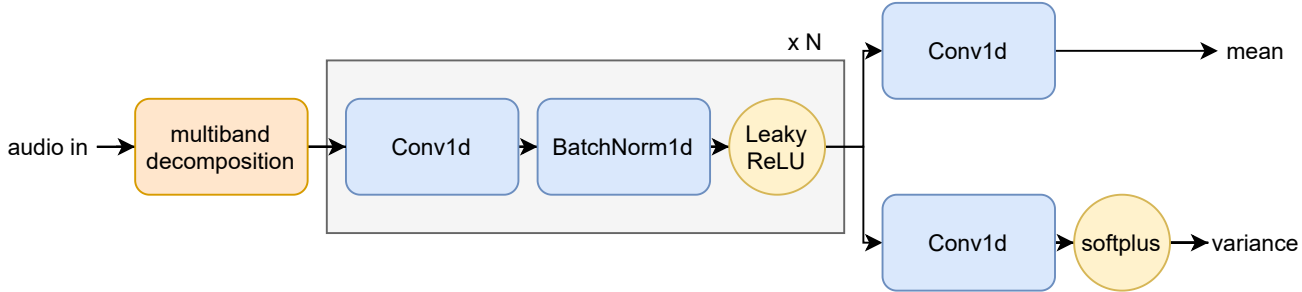 x N
Conv1d
mean
audio in
multiband
decomposition
Conv1d
BatchNorm1d
Leaky
ReLU
Conv1d
softplus
variance